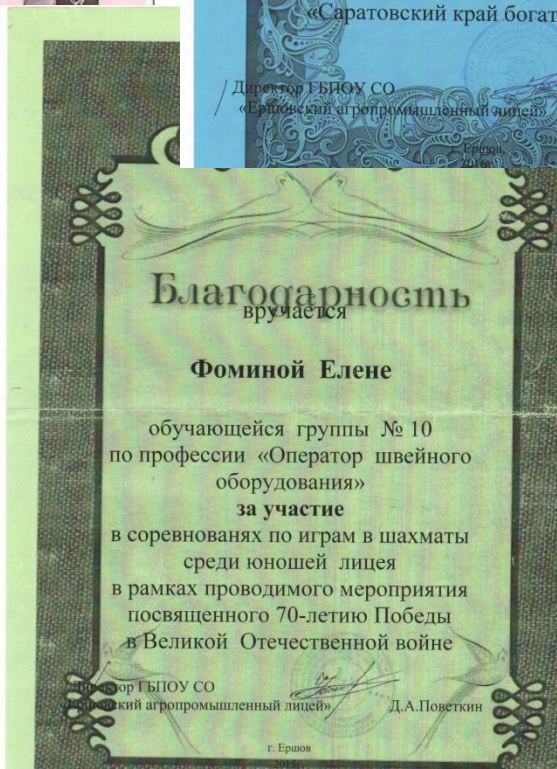 «Саратовский край богат
Директор ГБПОУ СО
«Ершовский агропромышленный лицей»
г. Ершов
Благодарность
вручается
Фоминой Елене
обучающейся группы № 10
по профессии «Оператор швейного
оборудования»
за участие
в соревнованях по играм в шахматы
среди юношей лицея
в рамках проводимого мероприятия
посвященного 70-летию Победы
в Великой Отечественной войне
Директор ГБПОУ СО
«Ершовский агропромышленный лицей»
Д.А.Поветкин
г. Ершов